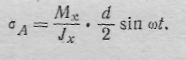 σ_A = M_x / J_x · d / 2 sin ωt.